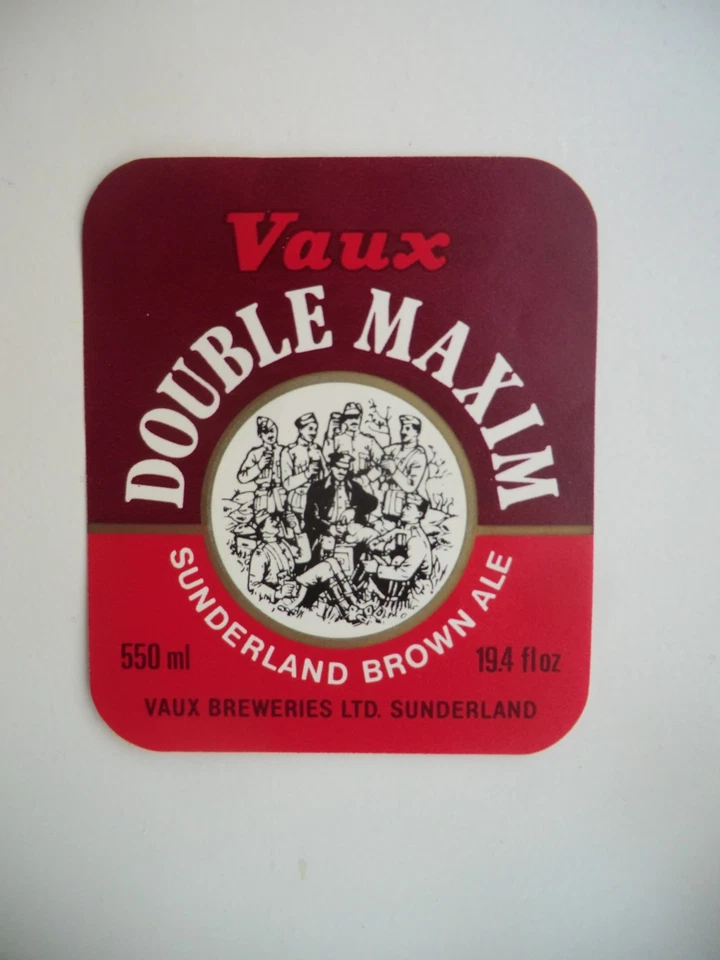 Vaux
DOUBLE MAXIM
SUNDERLAND BROWN ALE
550 ml
19.4 fl oz
VAUX BREWERIES LTD. SUNDERLAND